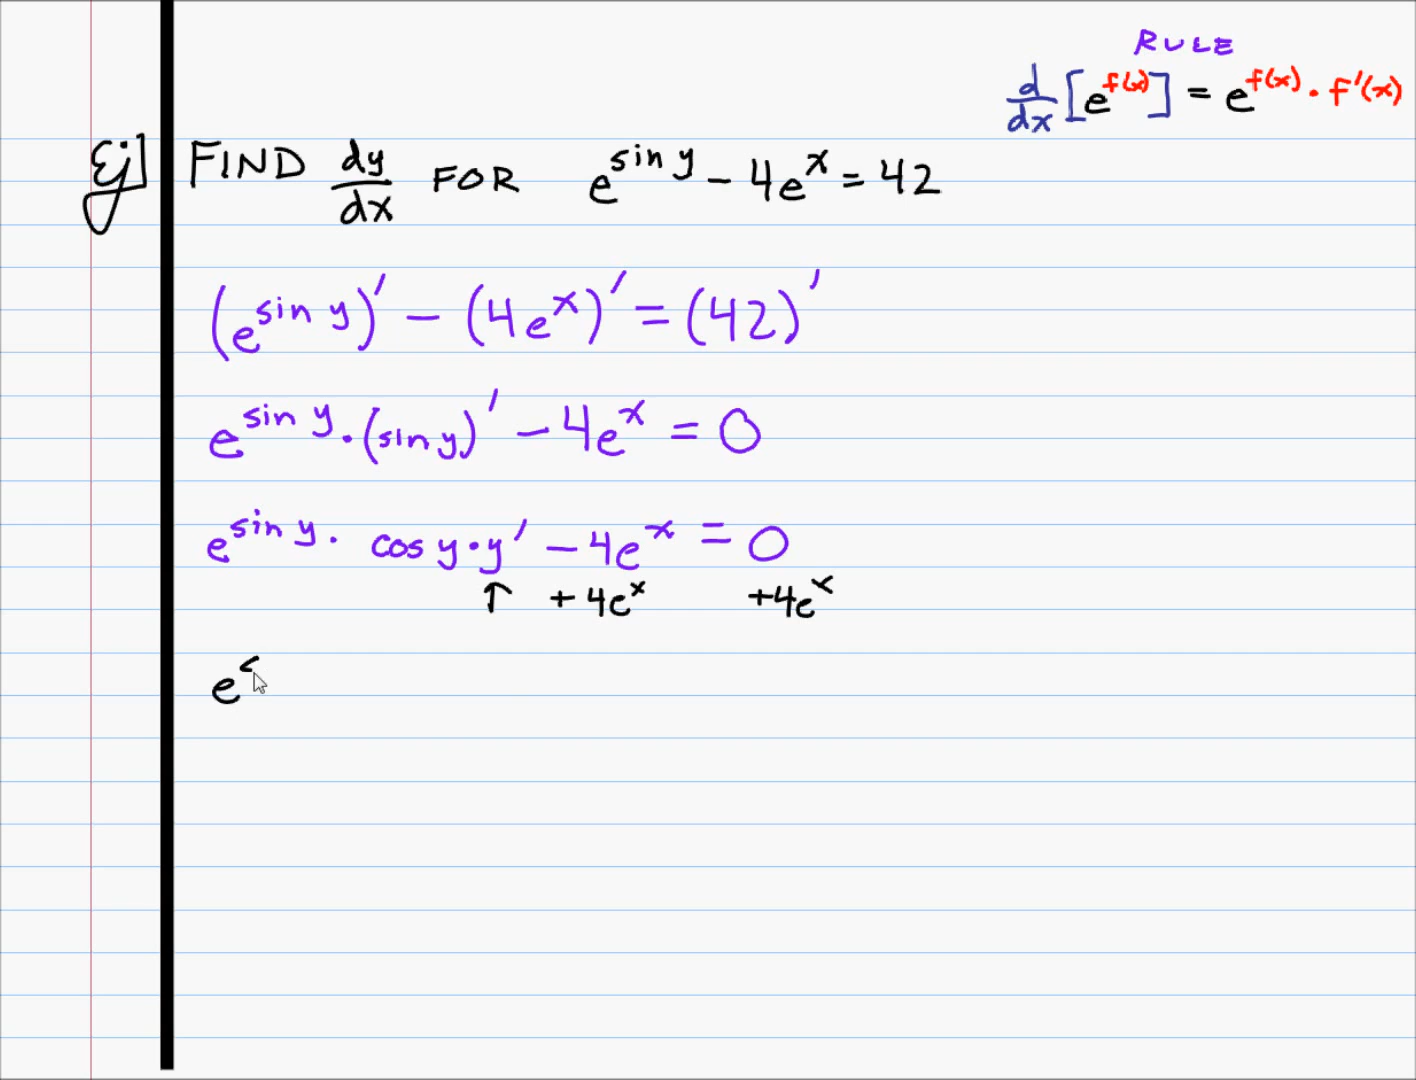 RULE
d/dx [e^f(x)] = e^f(x) · f'(x)
Ej] FIND dy/dx FOR e^sin y - 4e^x = 42
(e^sin y)' - (4e^x)' = (42)'
e^sin y · (sin y)' - 4e^x = 0
e^sin y · cos y · y' - 4e^x = 0
↑ + 4e^x +4e^x
e